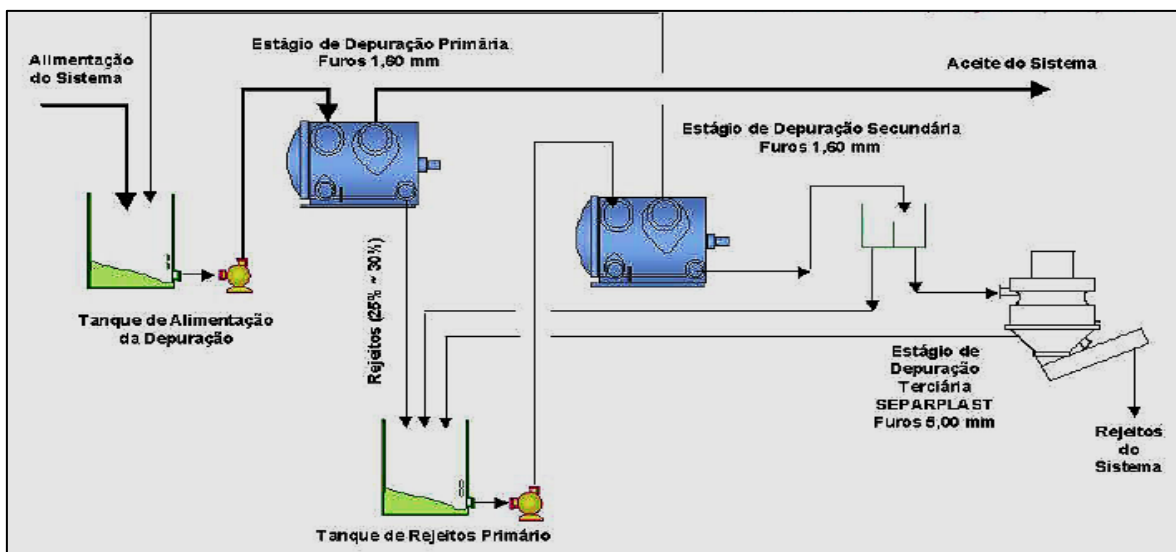 Estágio de Depuração Primária
Furos 1,60 mm
Alimentação
do Sistema
Aceite do Sistema
Estágio de Depuração Secundária
Furos 1,60 mm
Tanque de Alimentação
da Depuração
Rejeitos (25% ~ 30%)
Estágio de
Depuração
Terciária
SEPARPLAST
Furos 5,00 mm
Rejeitos
do
Sistema
Tanque de Rejeitos Primário